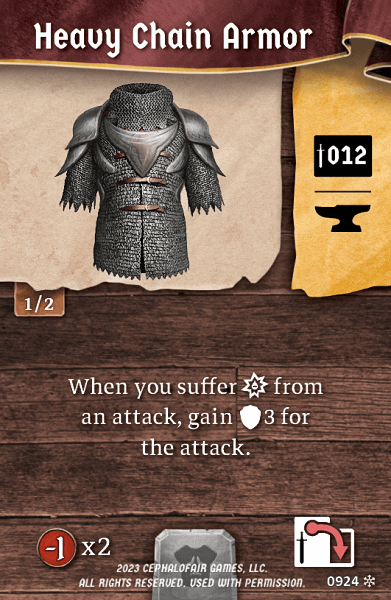 Heavy Chain Armor
012
1/2
When you suffer from
an attack, gain 3 for
the attack.
-1 x2
2023 CEPHALOFAIR GAMES, LLC.
ALL RIGHTS RESERVED. USED WITH PERMISSION.
0924